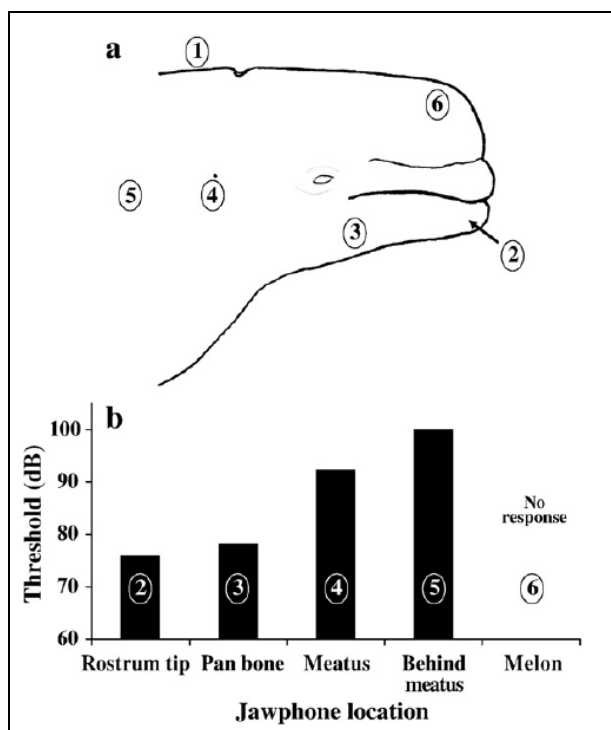 a
①
⑥
⑤
④
③
②
b
Threshold (dB)
100
90
80
70
60
②
③
④
⑤
No
response
⑥
Rostrum tip
Pan bone
Meatus
Behind
meatus
Melon
Jawphone location